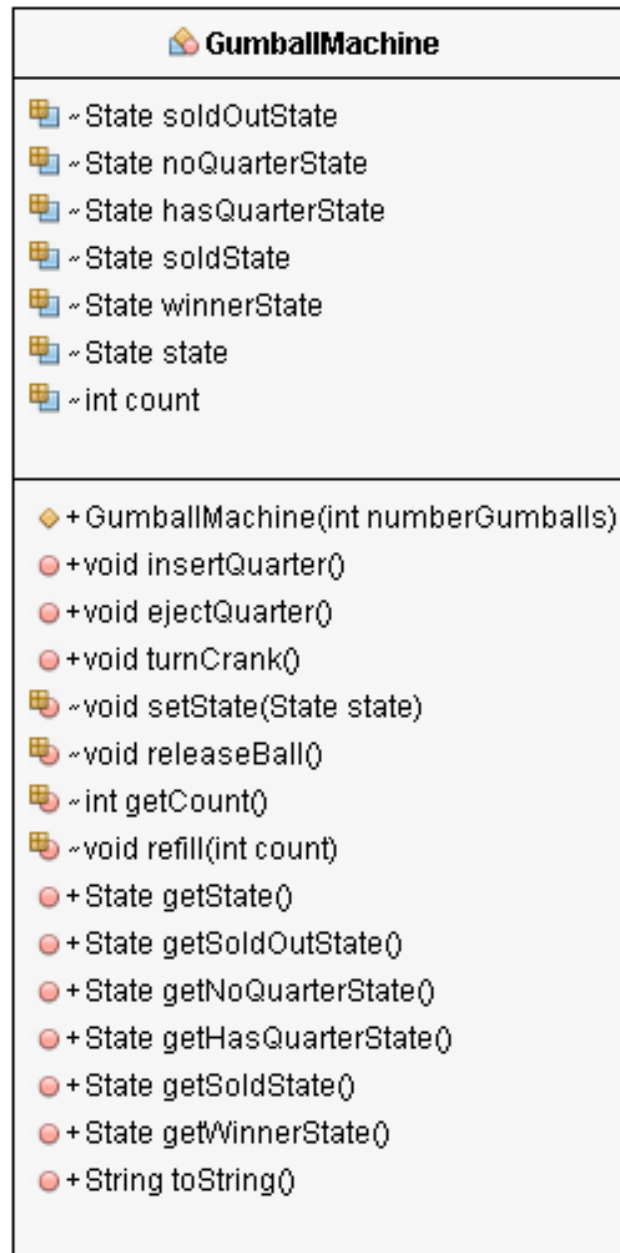 GumballMachine
~State soldOutState
~State noQuarterState
~State hasQuarterState
~State soldState
~State winnerState
~State state
~int count
+GumballMachine(int numberGumballs)
+void insertQuarter()
+void ejectQuarter()
+void turnCrank()
~void setState(State state)
~void releaseBall()
~int getCount()
~void refill(int count)
+State getState()
+State getSoldOutState()
+State getNoQuarterState()
+State getHasQuarterState()
+State getSoldState()
+State getWinnerState()
+String toString()